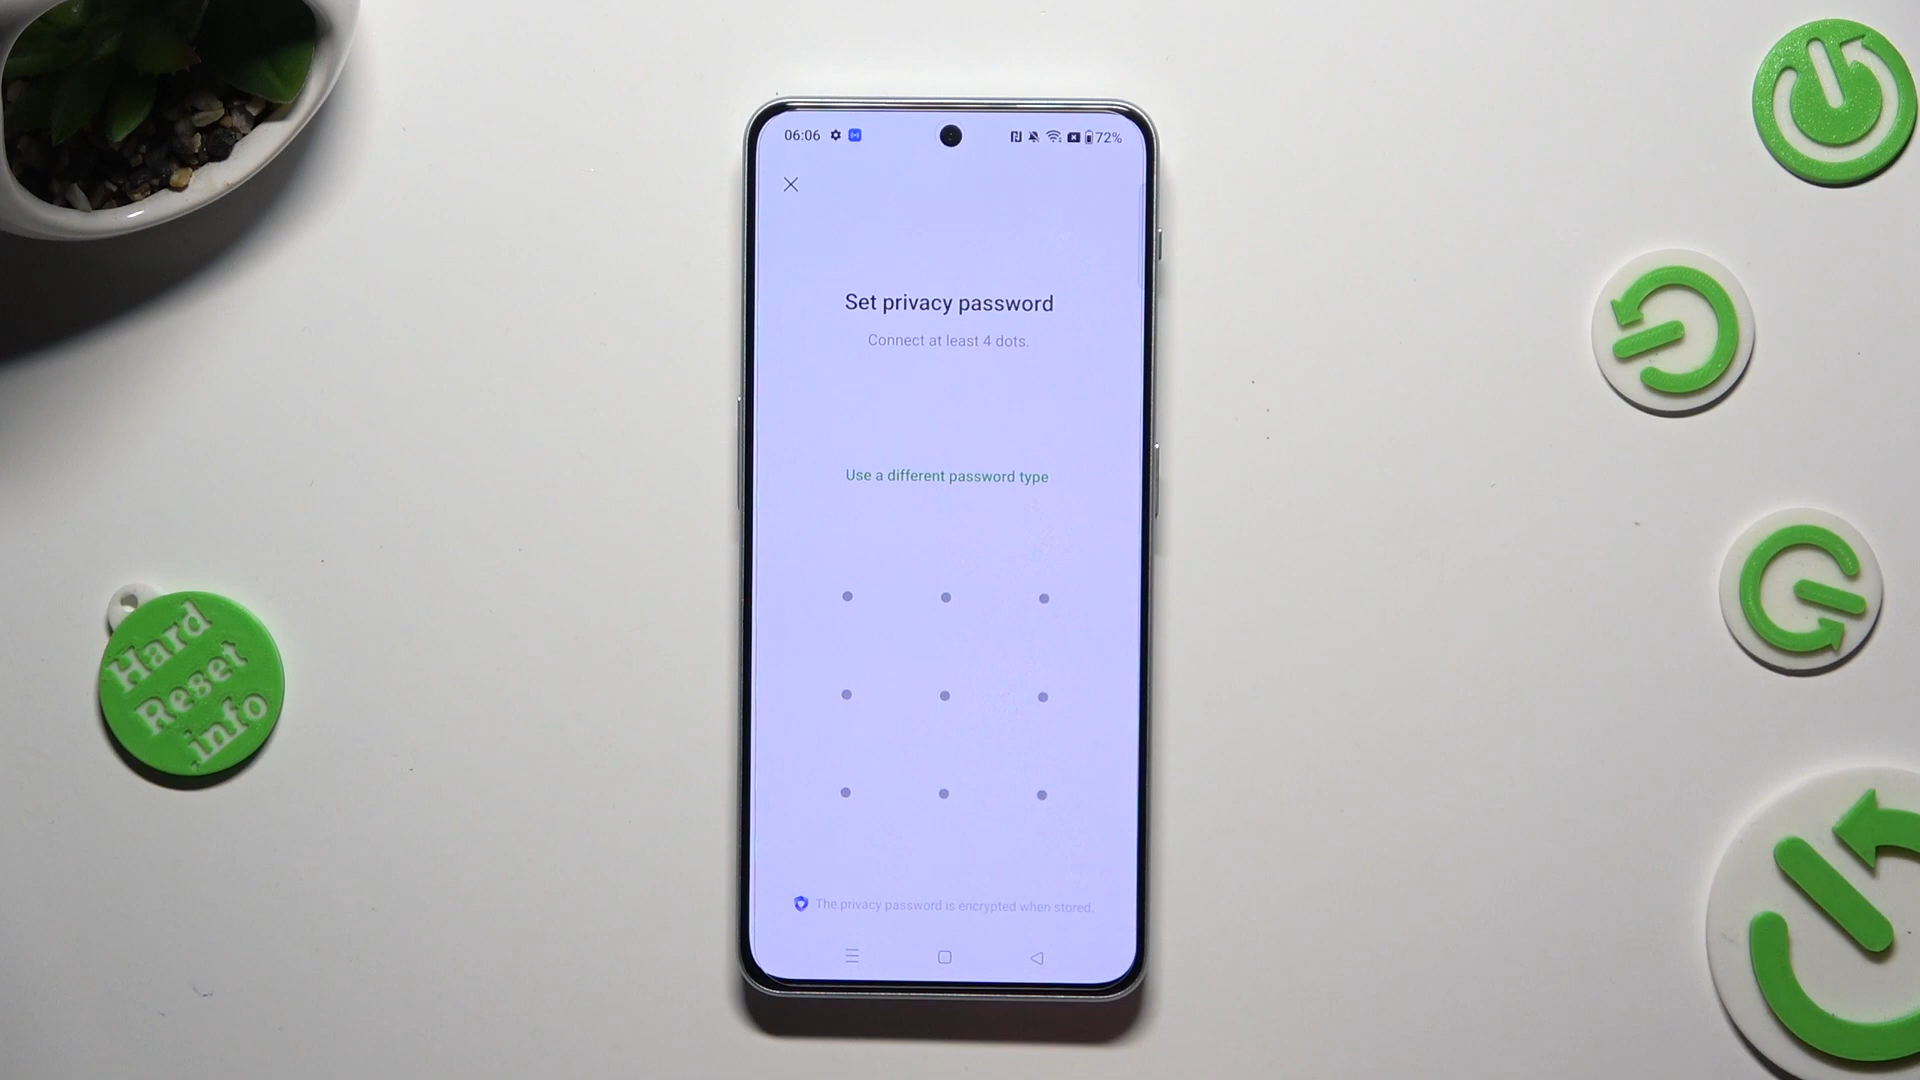 06:06
72%
Set privacy password
Connect at least 4 dots.
Use a different password type
The privacy password is encrypted when stored.
Hard
Reset
.info